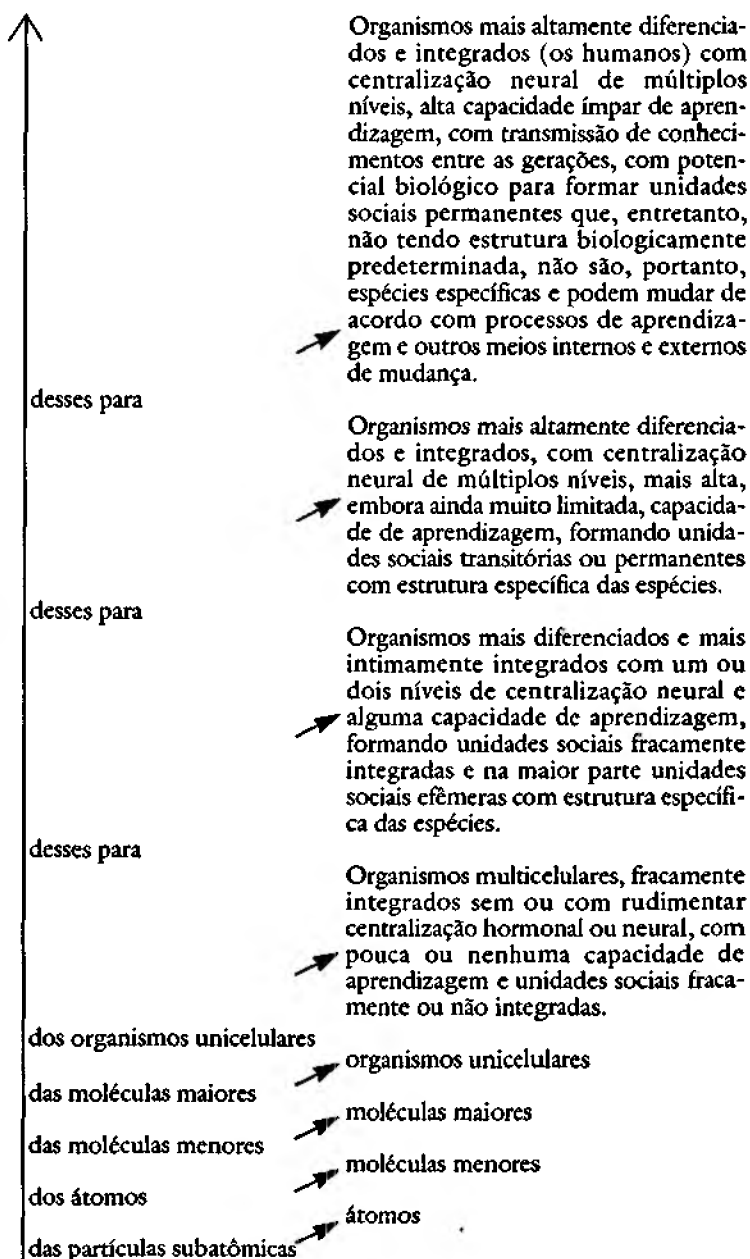 Organismos mais altamente diferencia-
dos e integrados (os humanos) com
centralização neural de múltiplos
níveis, alta capacidade ímpar de apren-
dizagem, com transmissão de conheci-
mentos entre as gerações, com poten-
cial biológico para formar unidades
sociais permanentes que, entretanto,
não tendo estrutura biologicamente
predeterminada, não são, portanto,
espécies específicas e podem mudar de
acordo com processos de aprendiza-
gem e outros meios internos e externos
de mudança.
desses para
Organismos mais altamente diferencia-
dos e integrados, com centralização
neural de múltiplos níveis, mais alta,
embora ainda muito limitada, capacida-
de de aprendizagem, formando unida-
des sociais transitórias ou permanentes
com estrutura específica das espécies.
desses para
Organismos mais diferenciados e mais
intimamente integrados com um ou
dois níveis de centralização neural e
alguma capacidade de aprendizagem,
formando unidades sociais fracamente
integradas e na maior parte unidades
sociais efêmeras com estrutura específi-
ca das espécies.
desses para
Organismos multicelulares, fracamente
integrados sem ou com rudimentar
centralização hormonal ou neural, com
pouca ou nenhuma capacidade de
aprendizagem e unidades sociais fraca-
mente ou não integradas.
dos organismos unicelulares
organismos unicelulares
das moléculas maiores
moléculas maiores
das moléculas menores
moléculas menores
dos átomos
átomos
das partículas subatômicas